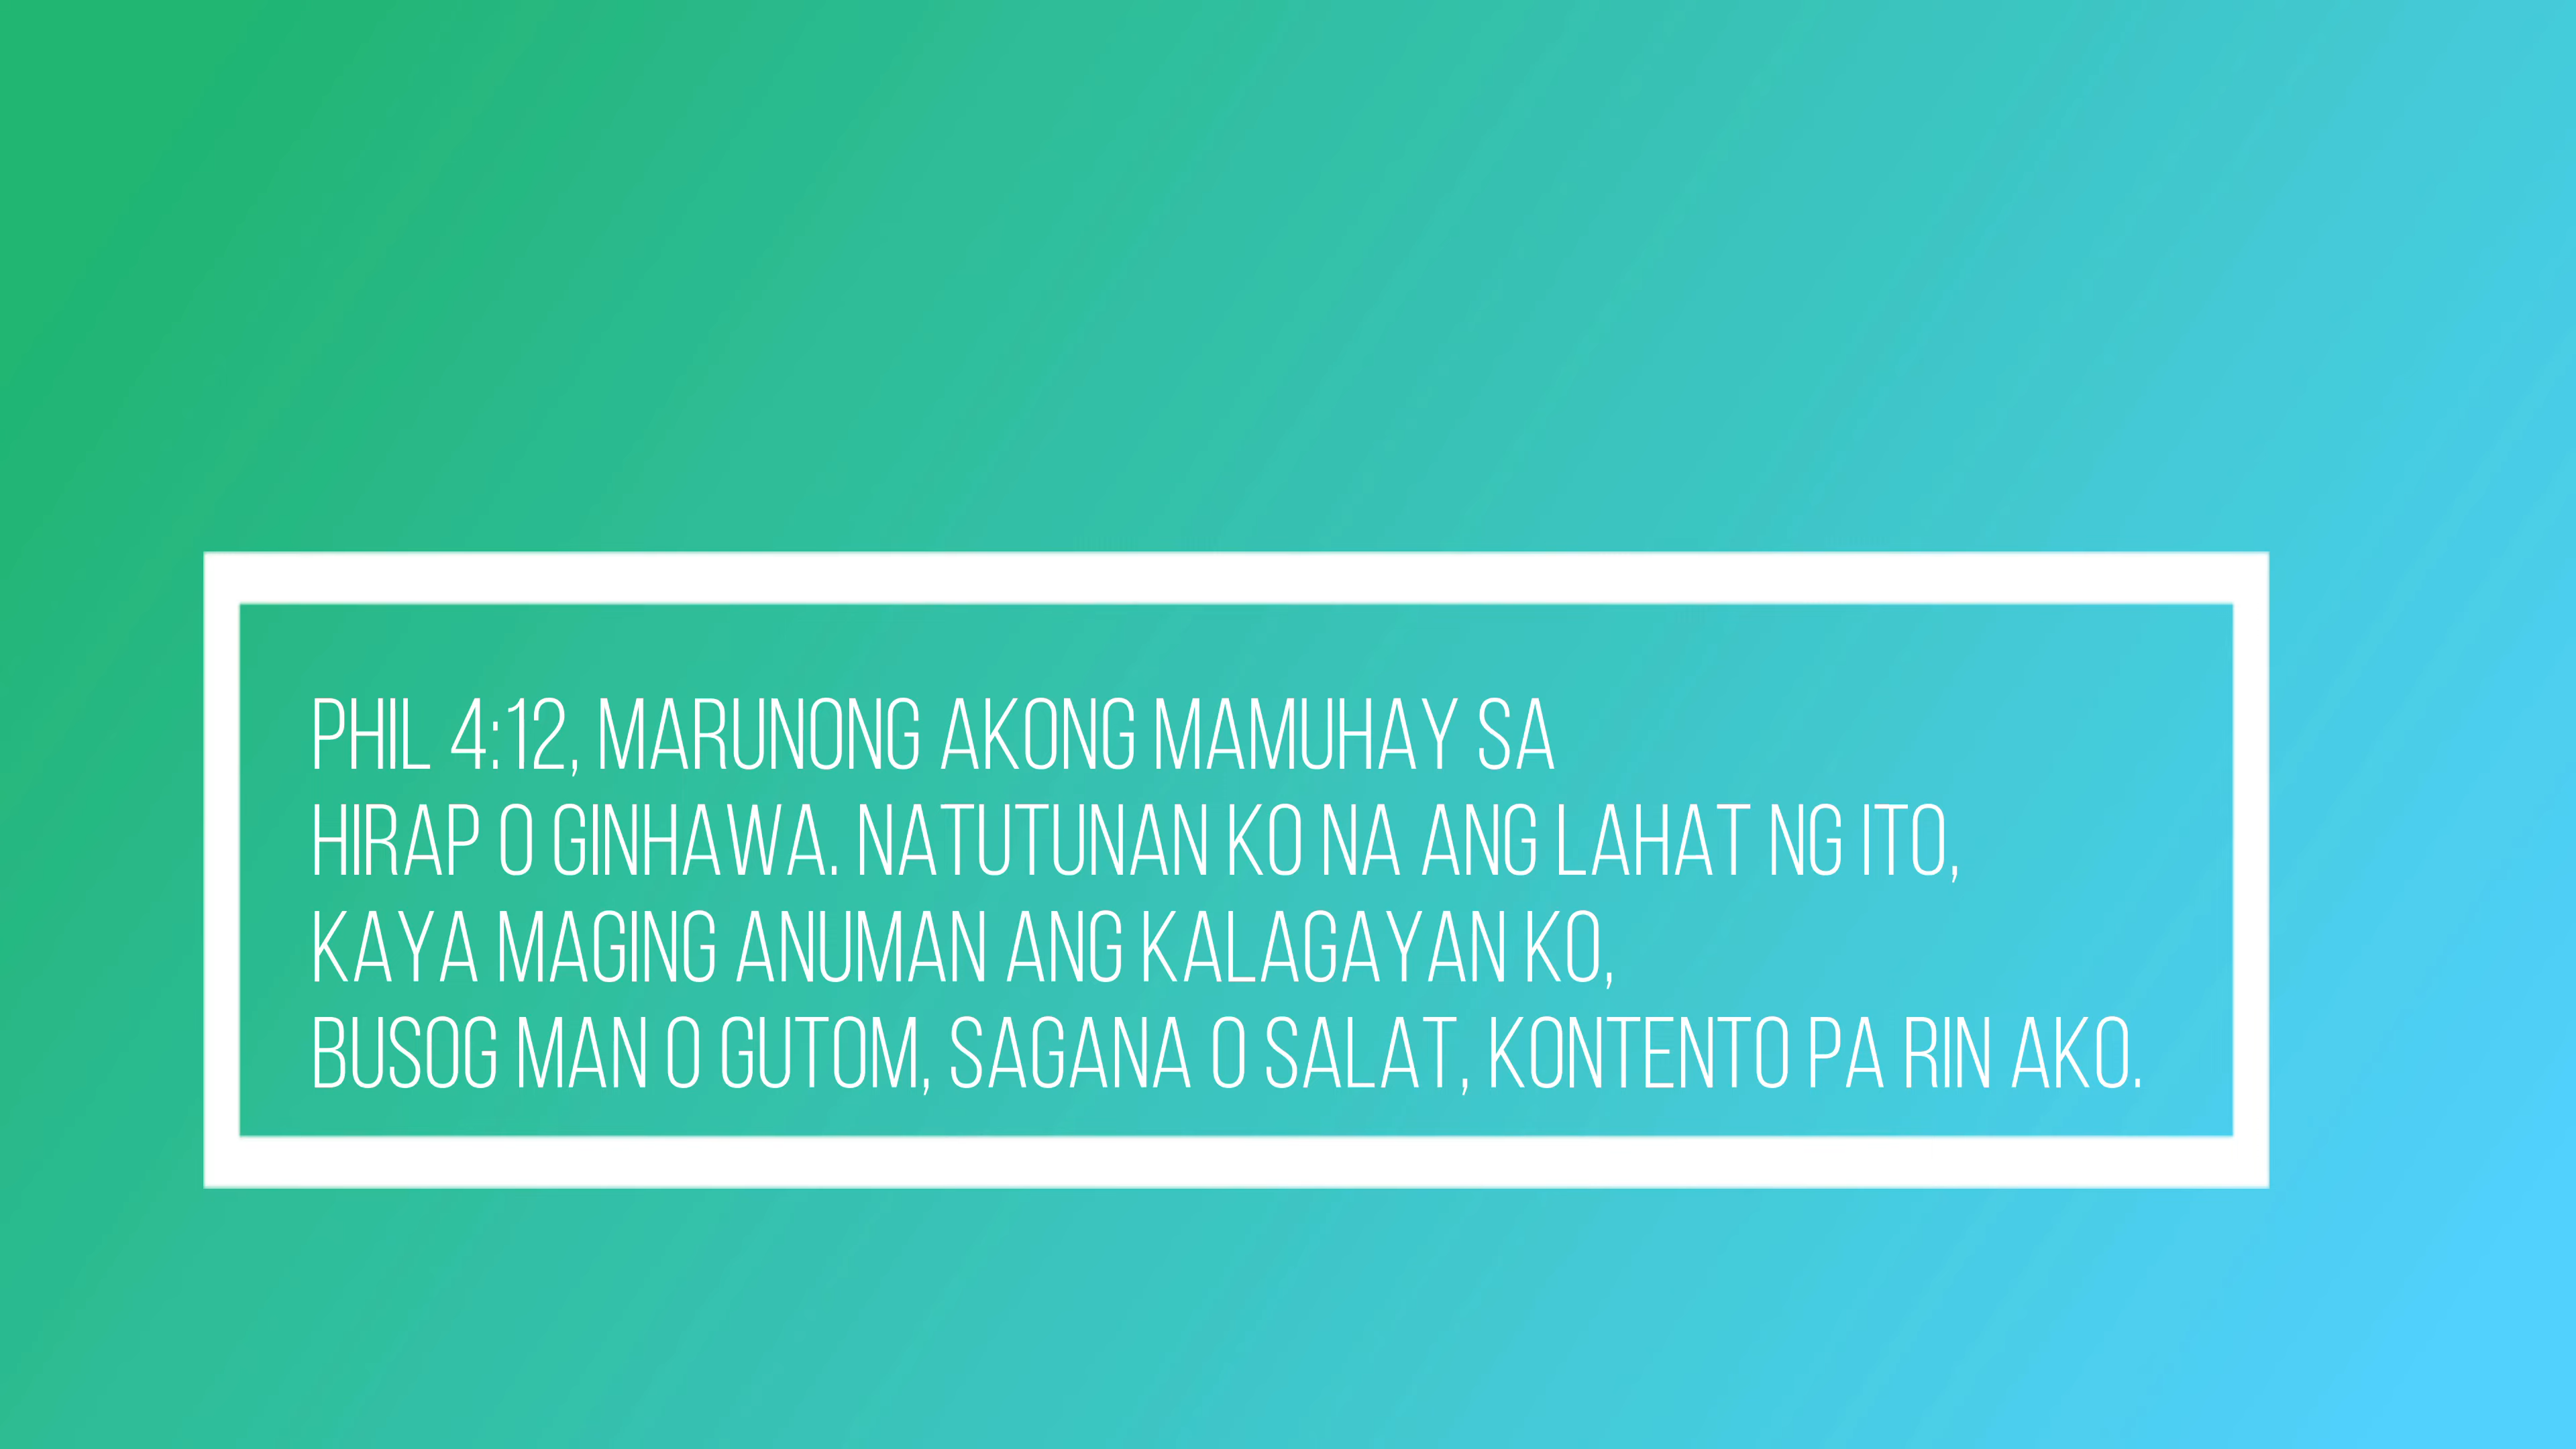 PHIL 4:12, MARUNONG AKONG MAMUHAY SA
HIRAP O GINHAWA. NATUTUNAN KO NA ANG LAHAT NG ITO,
KAYA MAGING ANUMAN ANG KALAGAYAN KO,
BUSOG MAN O GUTOM, SAGANA O SALAT, KONTENTO PA RIN AKO.